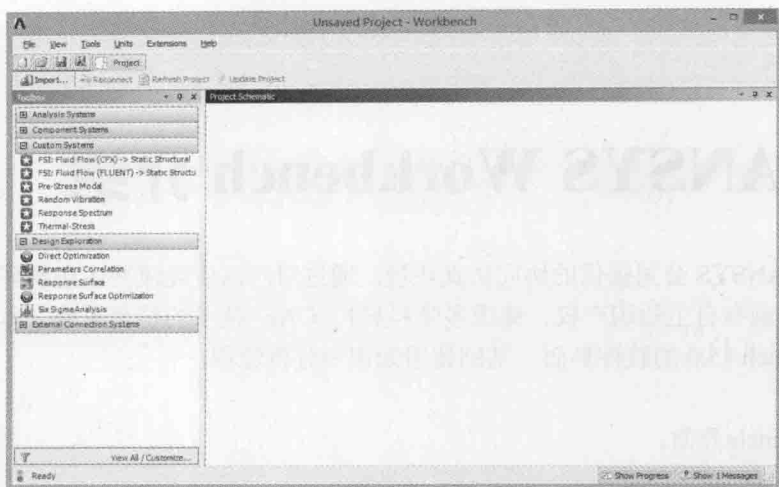 Unsaved Project - Workbench
File View Tools Units Extensions Help
Project
Import... Reconnect Refresh Project Update Project
Toolbox
Project Schematic
Analysis Systems
Component Systems
Custom Systems
FSI: Fluid Flow (CFX) -> Static Structural
FSI: Fluid Flow (FLUENT) -> Static Structu
Pre-Stress Modal
Random Vibration
Response Spectrum
Thermal-Stress
Design Exploration
Direct Optimization
Parameters Correlation
Response Surface
Response Surface Optimization
Six Sigma Analysis
External Connection Systems
View All / Customize...
Ready
Show Progress Show 1 Messages
ANSYS Workbench
ANSYS